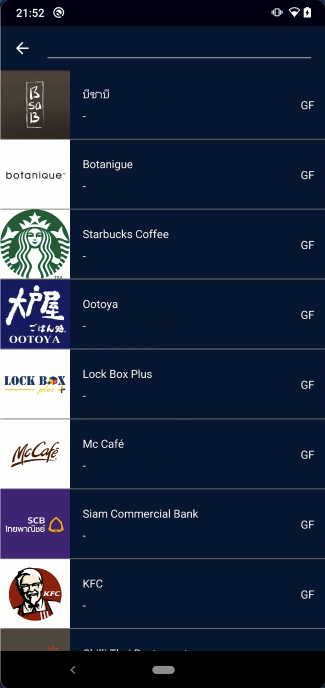 21:52
BSaB
บีซาบี
-
GF
botanique
Botanigue
-
GF
Starbucks Coffee
-
GF
TM
大戸屋
ごはん処
OOTOYA
Ootoya
-
GF
LOCK BOX
plus+
Lock Box Plus
-
GF
McCafé
Mc Café
-
GF
SCB
ไทยพาณิชย์
Siam Commercial Bank
-
GF
KFC
KFC
-
GF